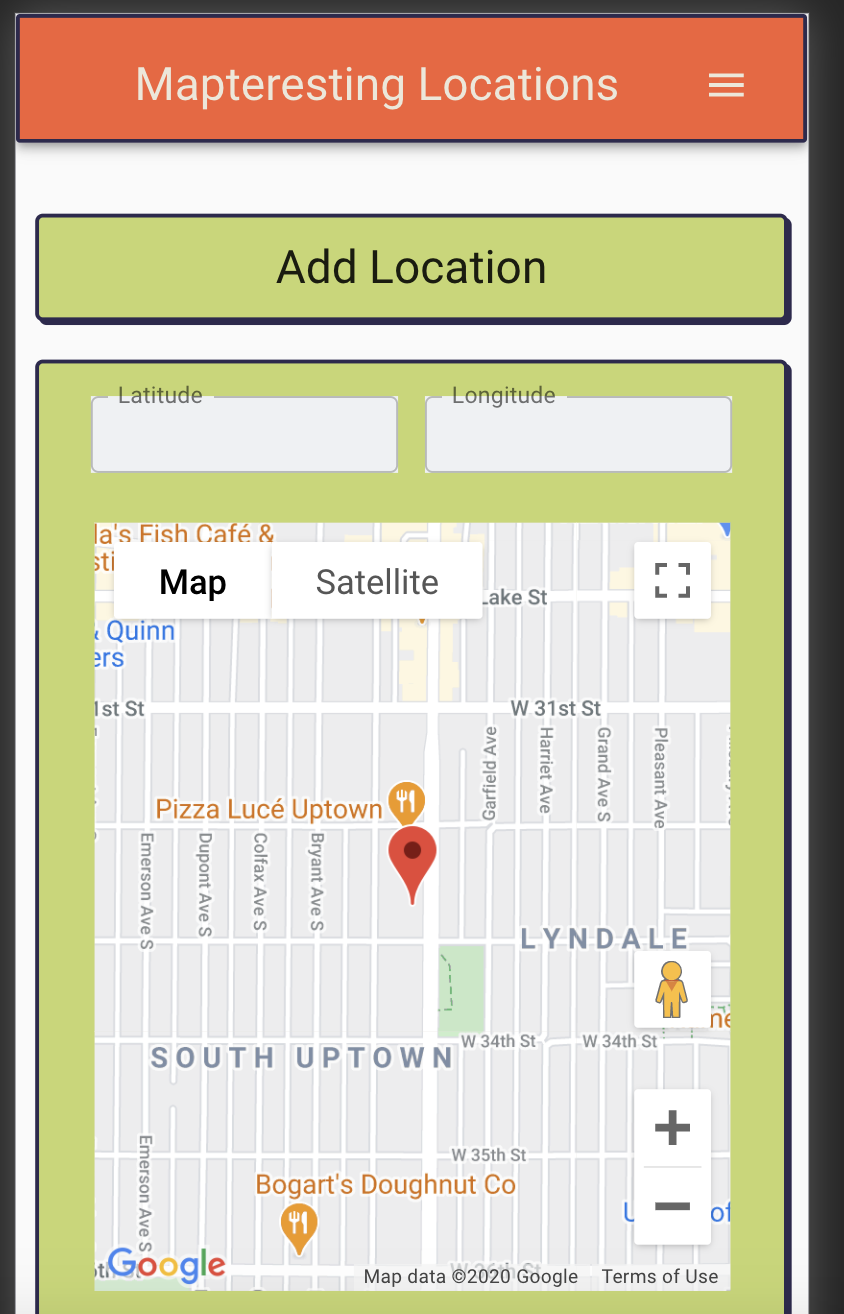 Mapteresting Locations
Add Location
Latitude
Longitude
la's Fish Café &
Map
Satellite
Lake St
& Quinn
ers
1st St
W 31st St
Garfield Ave
Harriet Ave
Grand Ave S
Pleasant Ave
Pizza Lucé Uptown
Emerson Ave S
Dupont Ave S
Colfax Ave S
Bryant Ave S
LYNDALE
SOUTH UPTOWN
W 34th St
W 34th St
W 35th St
Emerson Ave S
Bogart's Doughnut Co
Google
Map data ©2020 Google
Terms of Use